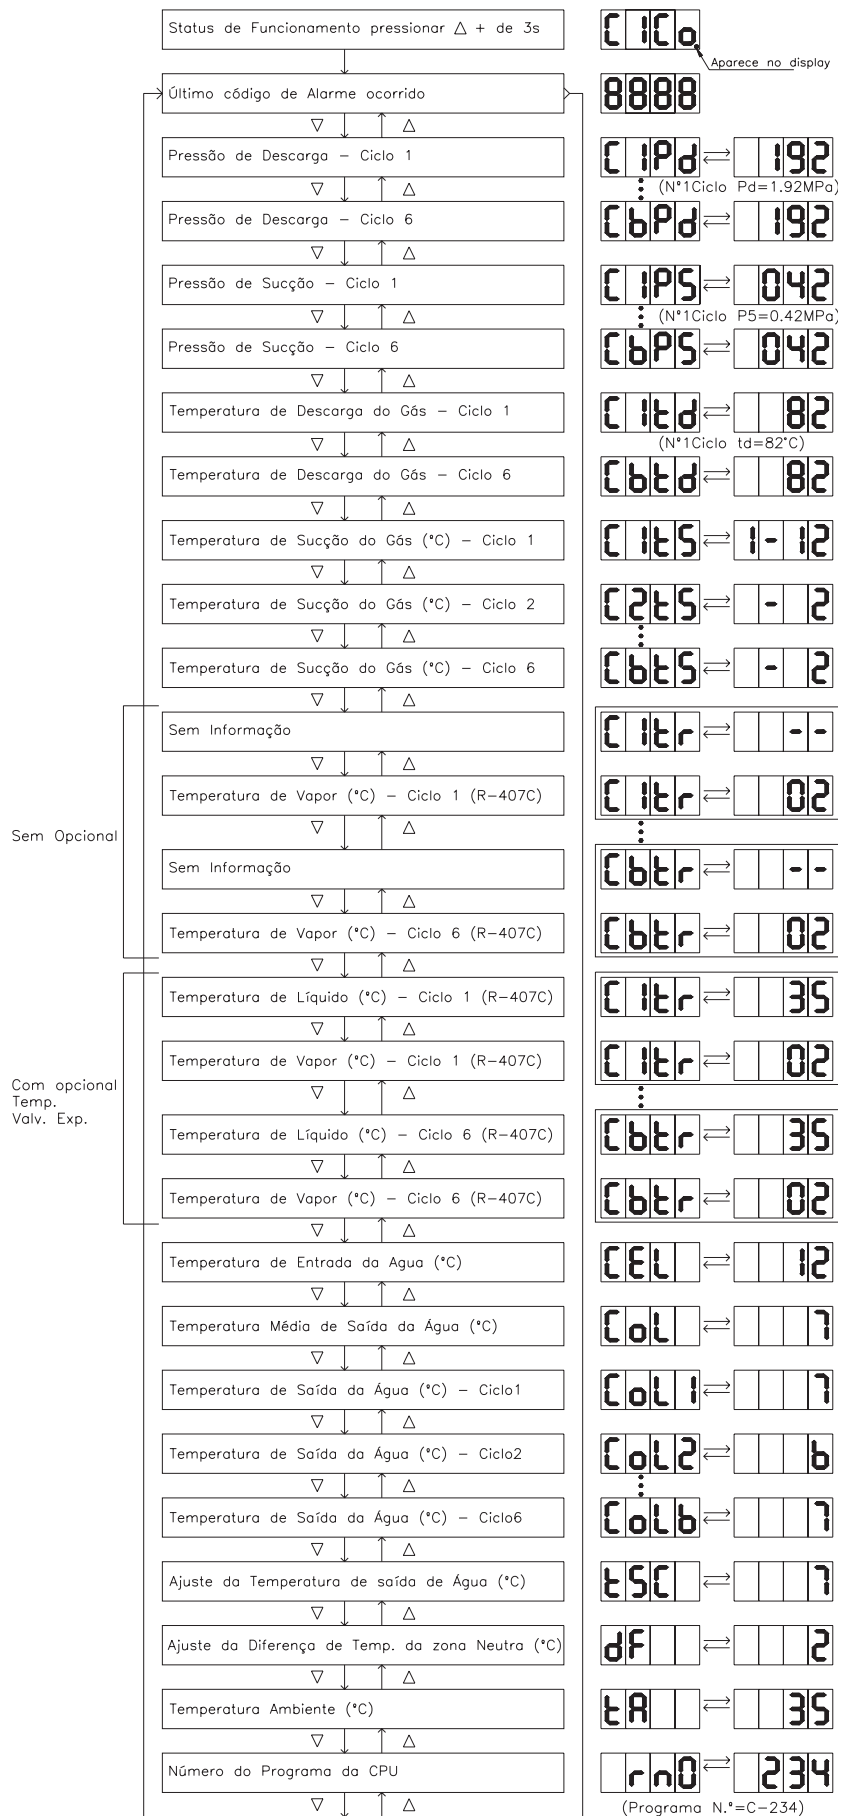 Status de Funcionamento pressionar △ + de 3s
C1Co.
Aparece no display
Último código de Alarme ocorrido
8888
▽ △
Pressão de Descarga – Ciclo 1
C1Pd 192
(N°1Ciclo Pd=1.92MPa)
▽ △
Pressão de Descarga – Ciclo 6
CbPd 192
▽ △
Pressão de Sucção – Ciclo 1
C1PS 042
(N°1Ciclo P5=0.42MPa)
▽ △
Pressão de Sucção – Ciclo 6
CbPS 042
▽ △
Temperatura de Descarga do Gás – Ciclo 1
C1td 82
(N°1Ciclo td=82°C)
▽ △
Temperatura de Descarga do Gás – Ciclo 6
Cbtd 82
▽ △
Temperatura de Sucção do Gás (°C) – Ciclo 1
C1tS 1-12
▽ △
Temperatura de Sucção do Gás (°C) – Ciclo 2
C2tS - 2
▽ △
Temperatura de Sucção do Gás (°C) – Ciclo 6
CbtS - 2
▽ △
Sem Informação
C1tr --
▽ △
Temperatura de Vapor (°C) – Ciclo 1 (R–407C)
C1tr 02
Sem Opcional
▽ △
Sem Informação
Cbtr --
▽ △
Temperatura de Vapor (°C) – Ciclo 6 (R–407C)
Cbtr 02
▽ △
Temperatura de Líquido (°C) – Ciclo 1 (R–407C)
C1tr 35
▽ △
Temperatura de Vapor (°C) – Ciclo 1 (R–407C)
C1tr 02
Com opcional
Temp.
Valv. Exp.
▽ △
Temperatura de Líquido (°C) – Ciclo 6 (R–407C)
Cbtr 35
▽ △
Temperatura de Vapor (°C) – Ciclo 6 (R–407C)
Cbtr 02
▽ △
Temperatura de Entrada da Agua (°C)
CEL 12
▽ △
Temperatura Média de Saída da Água (°C)
CoL 7
▽ △
Temperatura de Saída da Água (°C) – Ciclo1
CoL1 7
▽ △
Temperatura de Saída da Água (°C) – Ciclo2
CoL2 b
▽ △
Temperatura de Saída da Água (°C) – Ciclo6
CoLb 7
▽ △
Ajuste da Temperatura de saída de Água (°C)
tSC 7
▽ △
Ajuste da Diferença de Temp. da zona Neutra (°C)
dF 2
▽ △
Temperatura Ambiente (°C)
tA 35
▽ △
Número do Programa da CPU
rn0 234
(Programa N.°=C–234)
▽ △